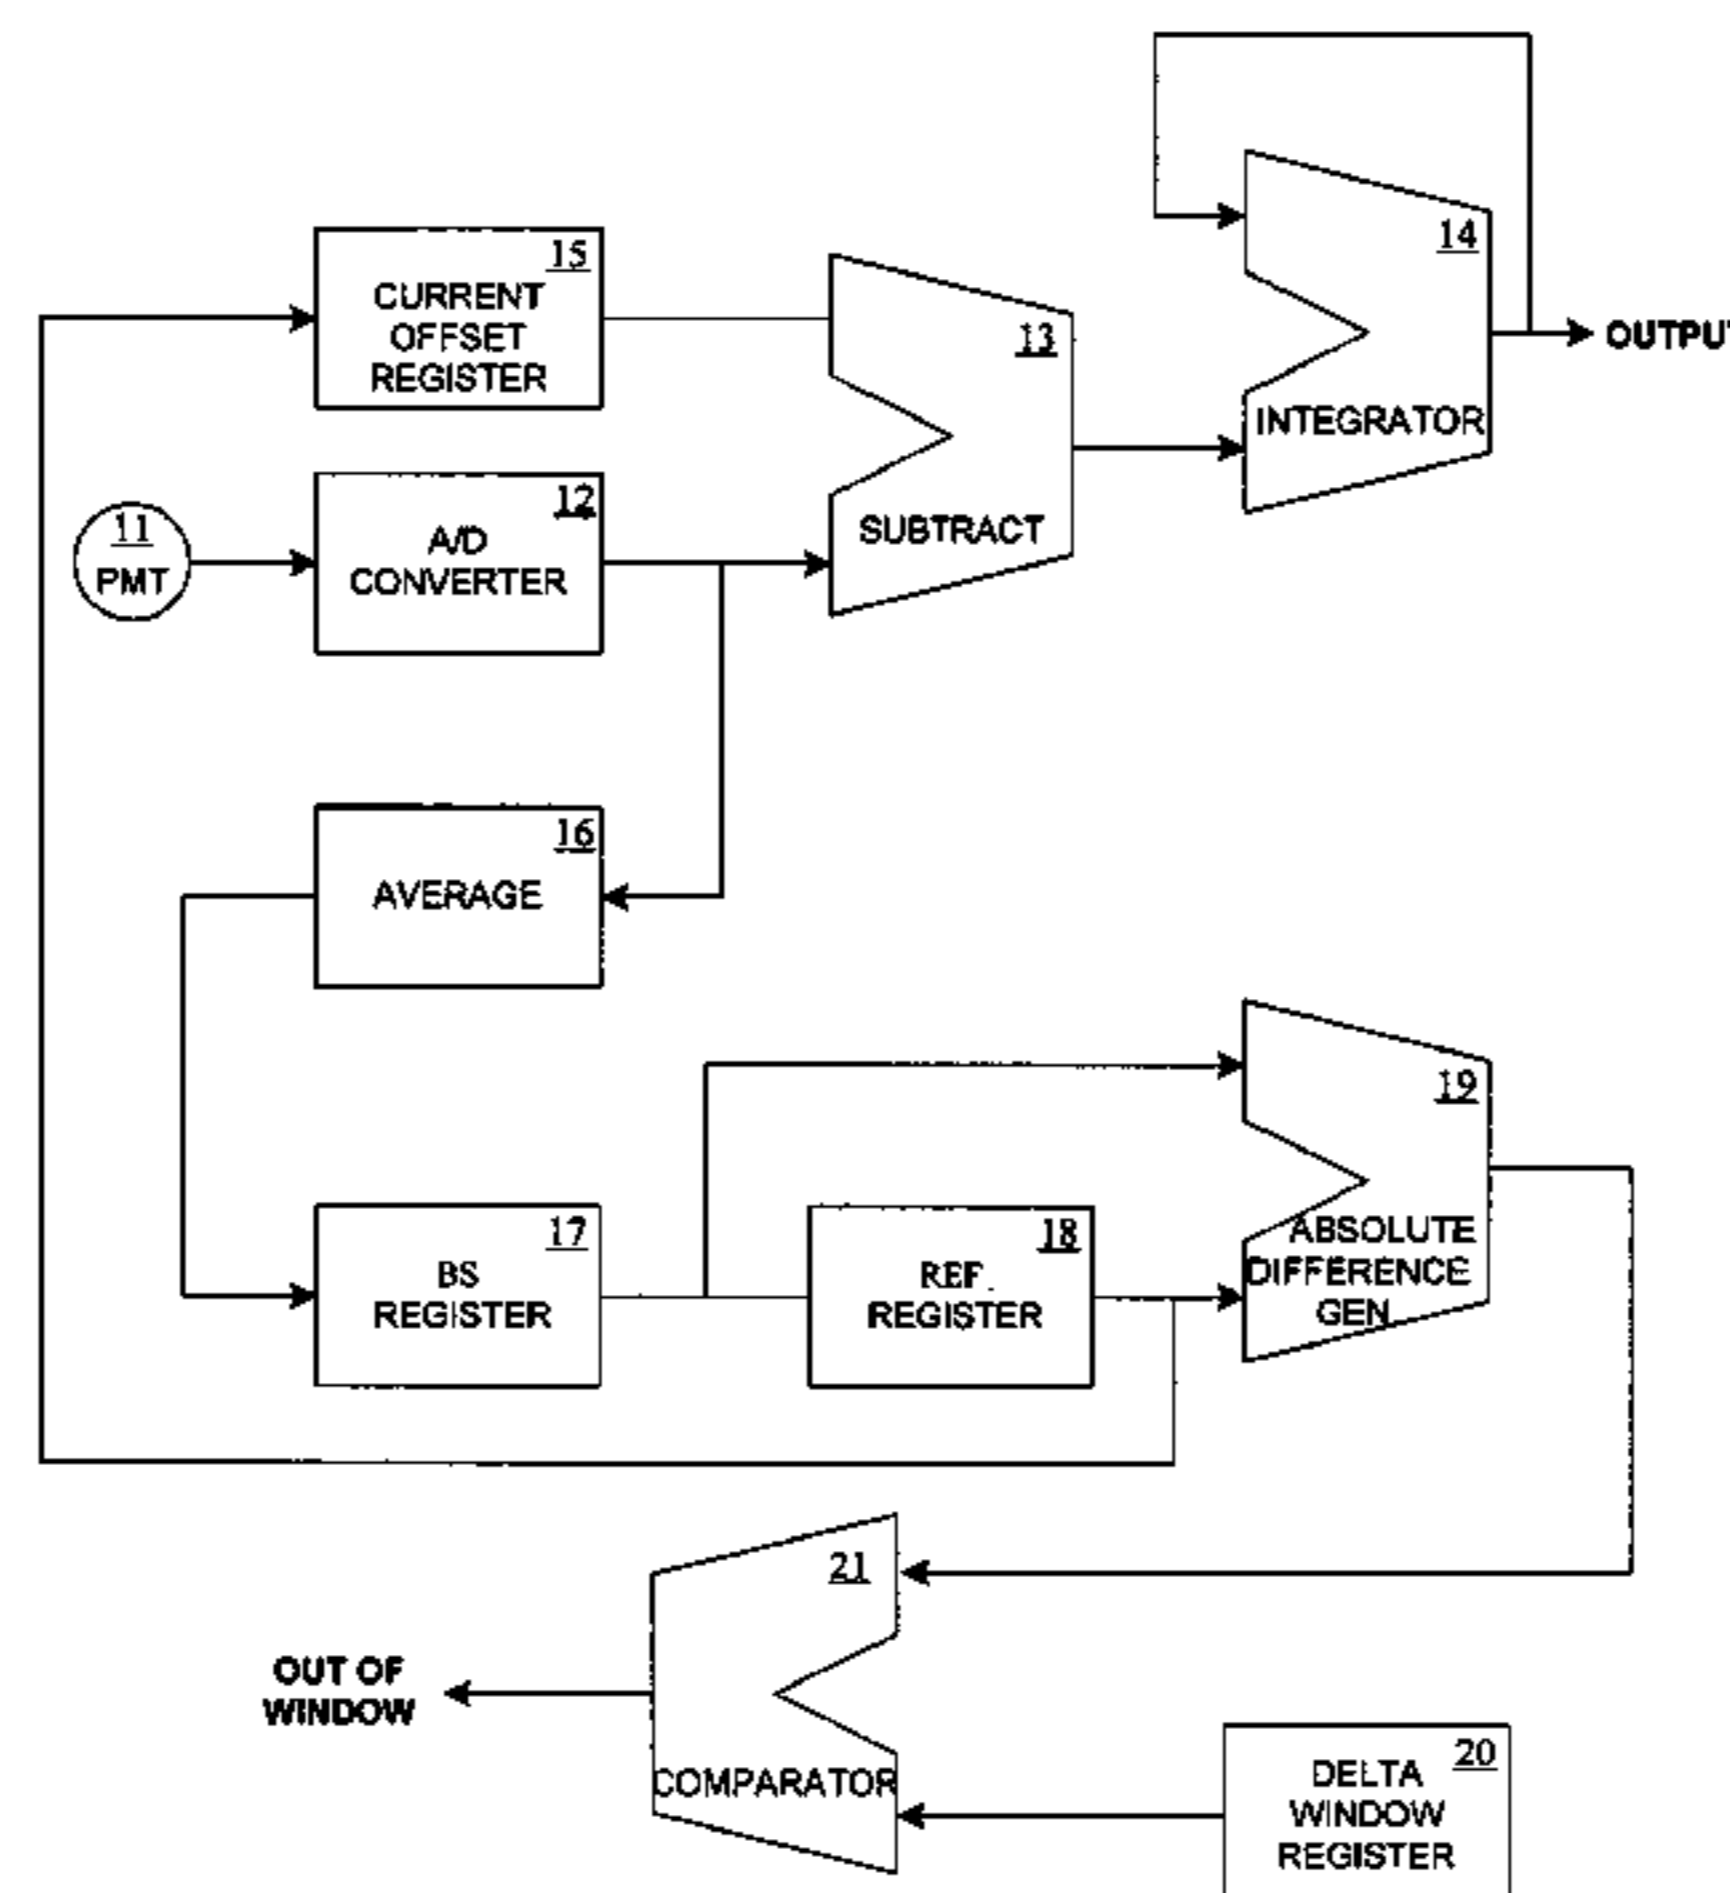 15
CURRENT
OFFSET
REGISTER
13
SUBTRACT
14
INTEGRATOR
OUTPUT
11
PMT
12
A/D
CONVERTER
16
AVERAGE
17
BS
REGISTER
18
REF.
REGISTER
19
ABSOLUTE
DIFFERENCE
GEN
21
COMPARATOR
OUT OF
WINDOW
20
DELTA
WINDOW
REGISTER